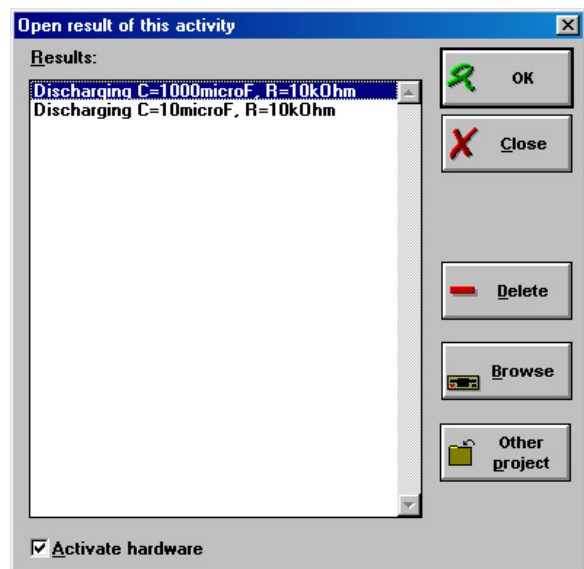 Open result of this activity
Results:
Discharging C=1000microF, R=10kOhm
Discharging C=10microF, R=10kOhm
OK
Close
Delete
Browse
Other
project
Activate hardware